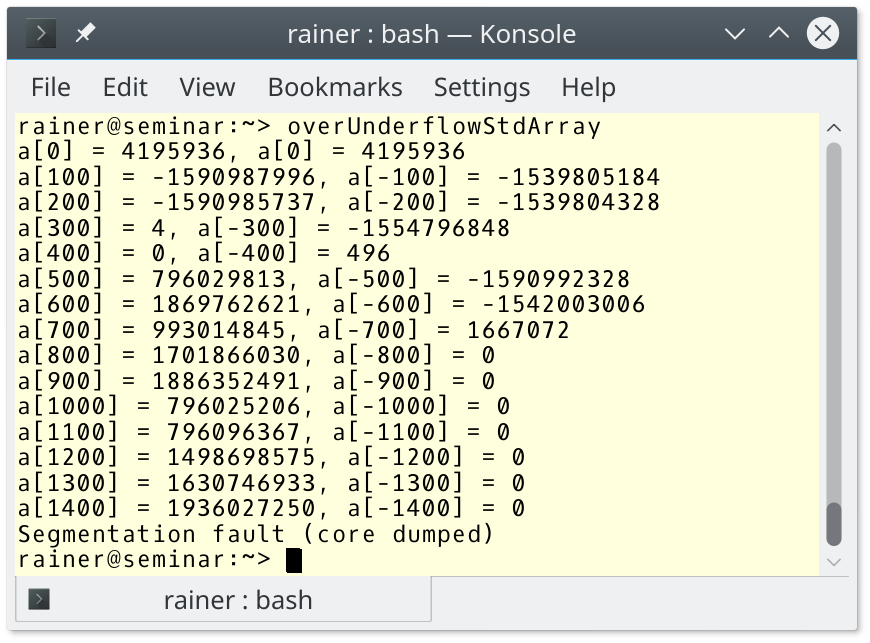 rainer : bash — Konsole
File Edit View Bookmarks Settings Help
rainer@seminar:~> overUnderflowStdArray
a[0] = 4195936, a[0] = 4195936
a[100] = -1590987996, a[-100] = -1539805184
a[200] = -1590985737, a[-200] = -1539804328
a[300] = 4, a[-300] = -1554796848
a[400] = 0, a[-400] = 496
a[500] = 796029813, a[-500] = -1590992328
a[600] = 1869762621, a[-600] = -1542003006
a[700] = 993014845, a[-700] = 1667072
a[800] = 1701866030, a[-800] = 0
a[900] = 1886352491, a[-900] = 0
a[1000] = 796025206, a[-1000] = 0
a[1100] = 796096367, a[-1100] = 0
a[1200] = 1498698575, a[-1200] = 0
a[1300] = 1630746933, a[-1300] = 0
a[1400] = 1936027250, a[-1400] = 0
Segmentation fault (core dumped)
rainer@seminar:~>
rainer : bash